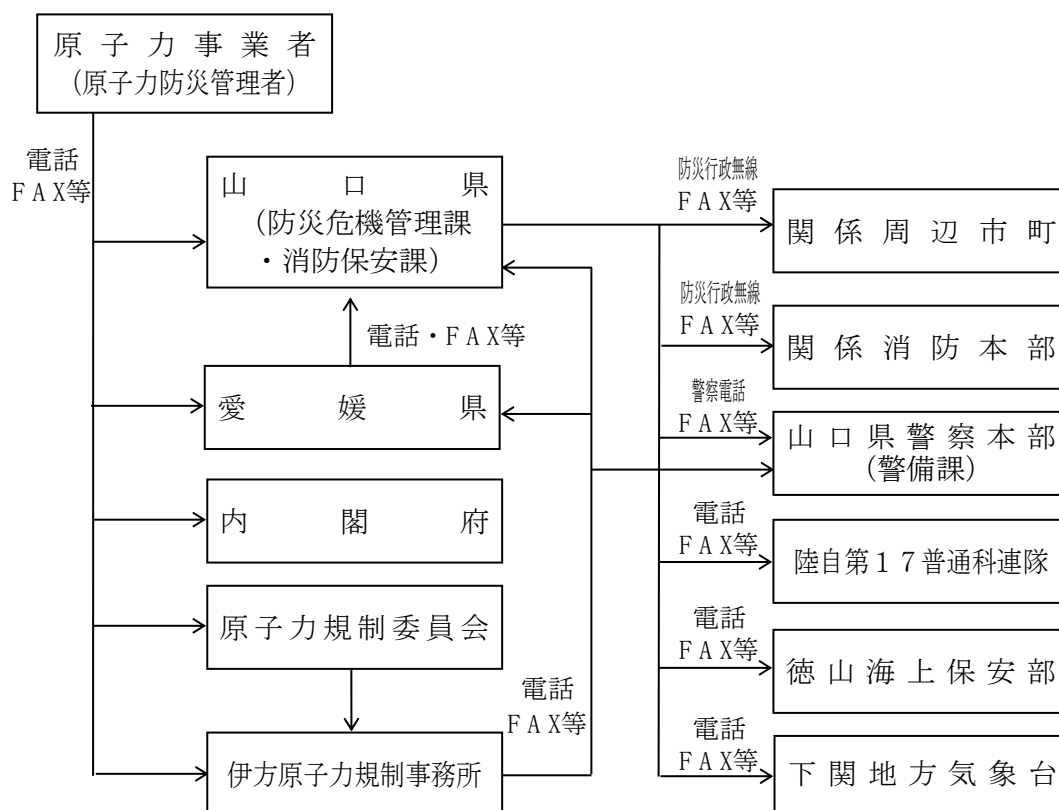 原子力事業者
(原子力防災管理者)
電話
ＦＡＸ等
山口県
(防災危機管理課
・消防保安課)
電話・ＦＡＸ等
愛媛県
内閣府
原子力規制委員会
伊方原子力規制事務所
電話
ＦＡＸ等
防災行政無線
ＦＡＸ等
関係周辺市町
防災行政無線
ＦＡＸ等
関係消防本部
警察電話
ＦＡＸ等
山口県警察本部
(警備課)
電話
ＦＡＸ等
陸自第１７普通科連隊
電話
ＦＡＸ等
徳山海上保安部
電話
ＦＡＸ等
下関地方気象台